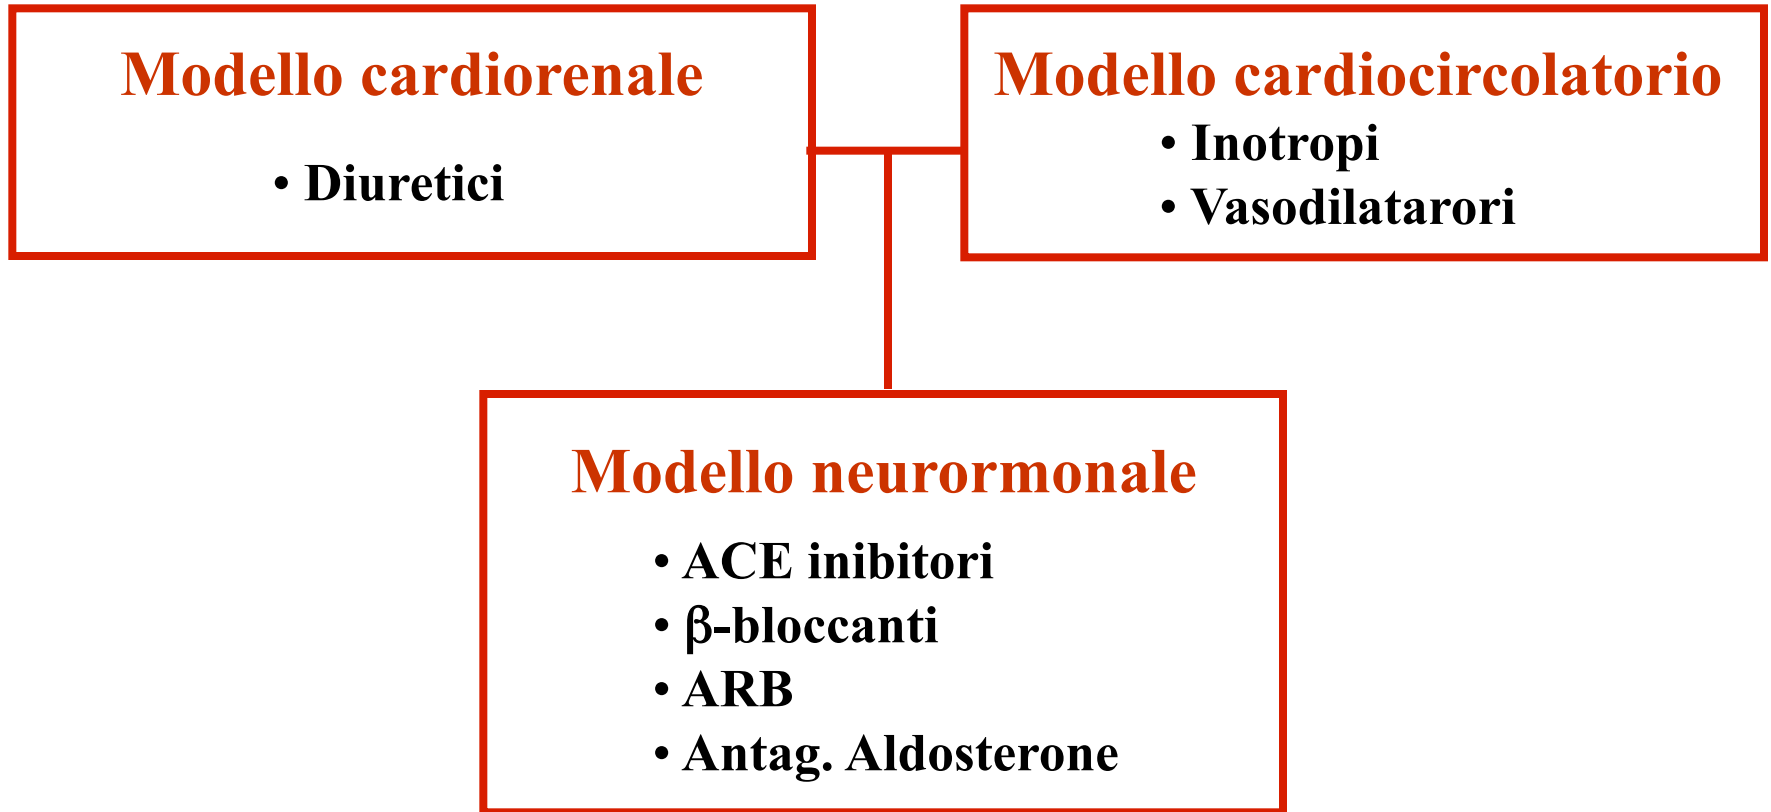 Modello cardiorenale
• Diuretici
Modello cardiocircolatorio
• Inotropi
• Vasodilatarori
Modello neurormonale
• ACE inibitori
• β-bloccanti
• ARB
• Antag. Aldosterone